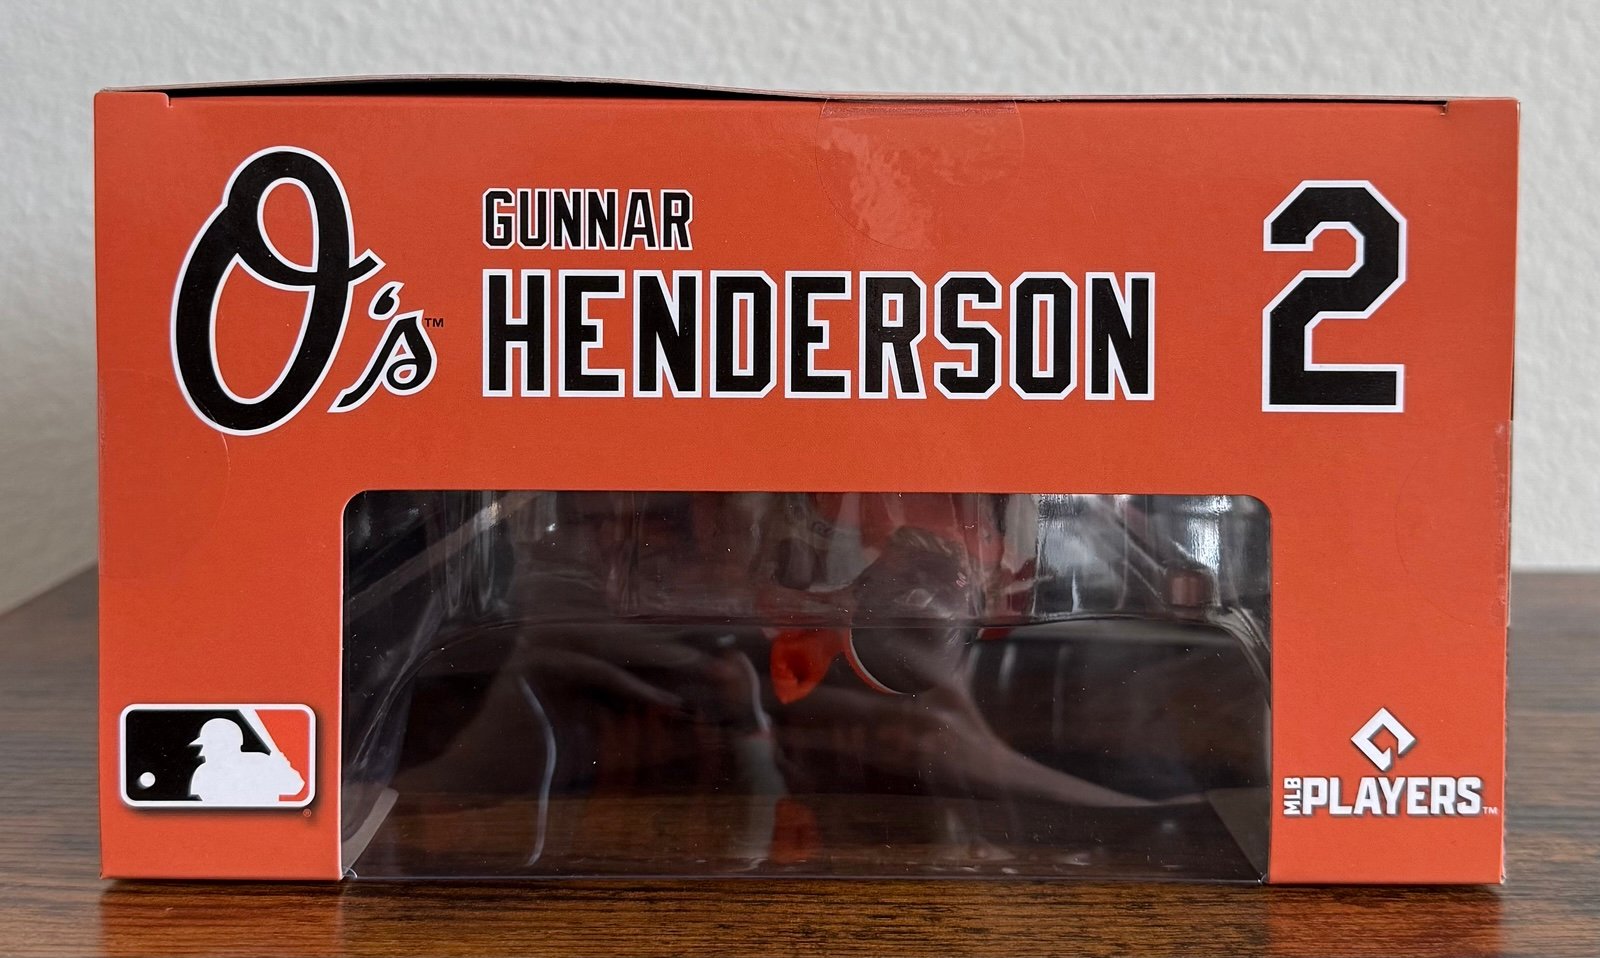 O's™
GUNNAR
HENDERSON
2
MLB PLAYERS™
®